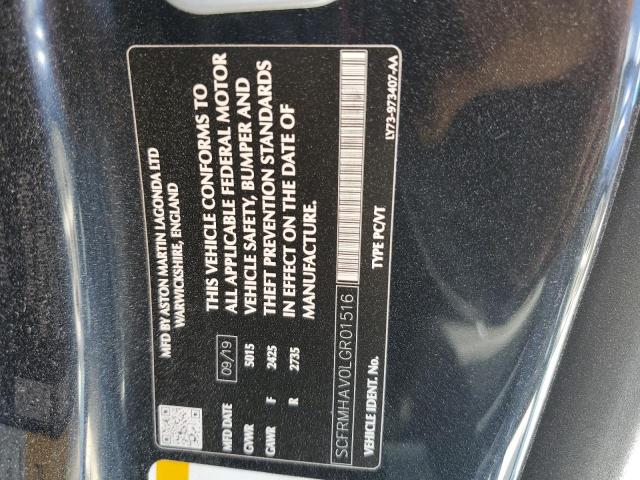 MFD BY ASTON MARTIN LAGONDA LTD
WARWICKSHIRE, ENGLAND
THIS VEHICLE CONFORMS TO
ALL APPLICABLE FEDERAL MOTOR
VEHICLE SAFETY, BUMPER AND
THEFT PREVENTION STANDARDS
IN EFFECT ON THE DATE OF
MANUFACTURE.
MFD DATE 09/19
GVWR 5015
GAWR F 2425
R 2735
SCFRMHAV0LGR01516
VEHICLE IDENT. No. TYPE PC/VT
LY73-973407-AA